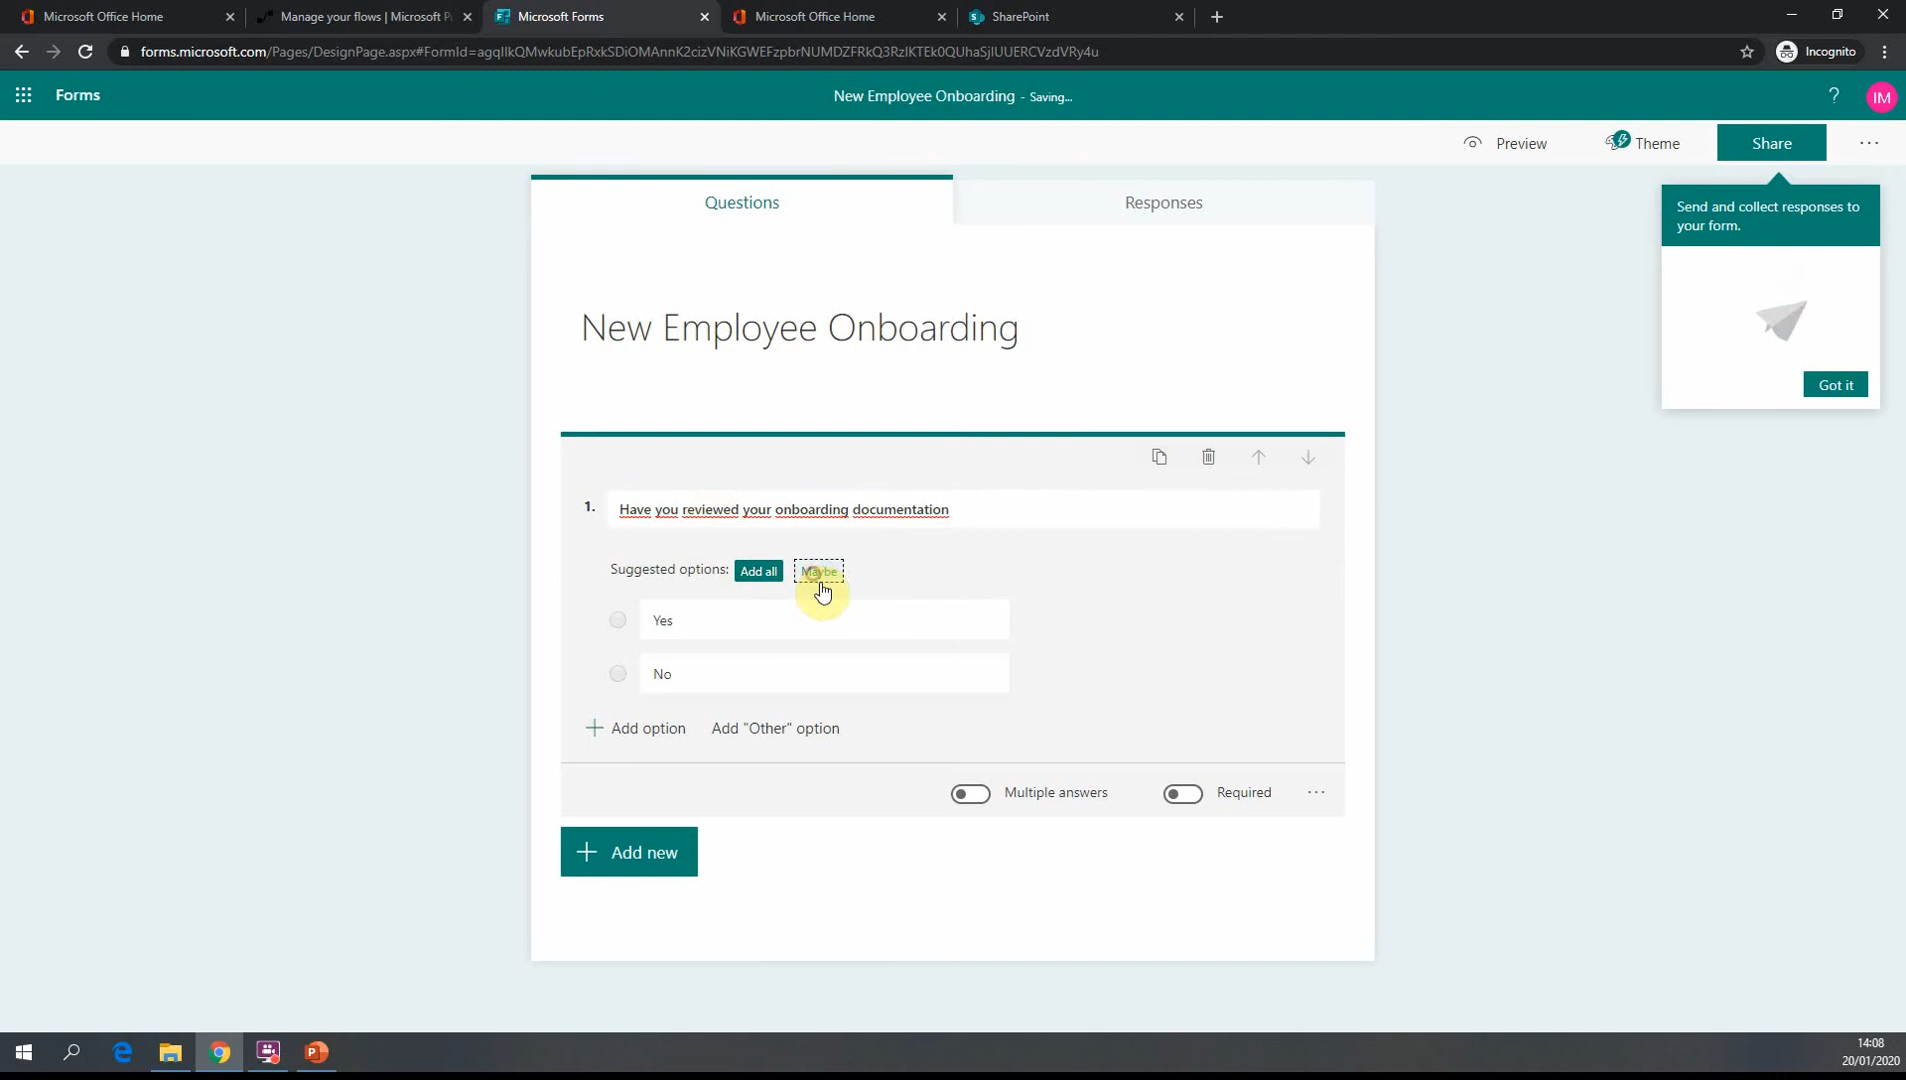 Microsoft Office Home
Manage your flows | Microsoft P
Microsoft Forms
Microsoft Office Home
SharePoint
forms.microsoft.com/Pages/DesignPage.aspx#FormId=agqIlkQMwkubEpRxkSDiOMAnnK2cizVNiKGWEFzpbrNUMDZFRkQ3RzlKTEk0QUhaSjlUUERCVzdVRy4u
Incognito
Forms
New Employee Onboarding - Saving...
?
IM
Preview
Theme
Share
Questions
Responses
Send and collect responses to
your form.
Got it
New Employee Onboarding
1.
Have you reviewed your onboarding documentation
Suggested options:
Add all
Maybe
Yes
No
Add option
Add "Other" option
Multiple answers
Required
Add new
14:08
20/01/2020